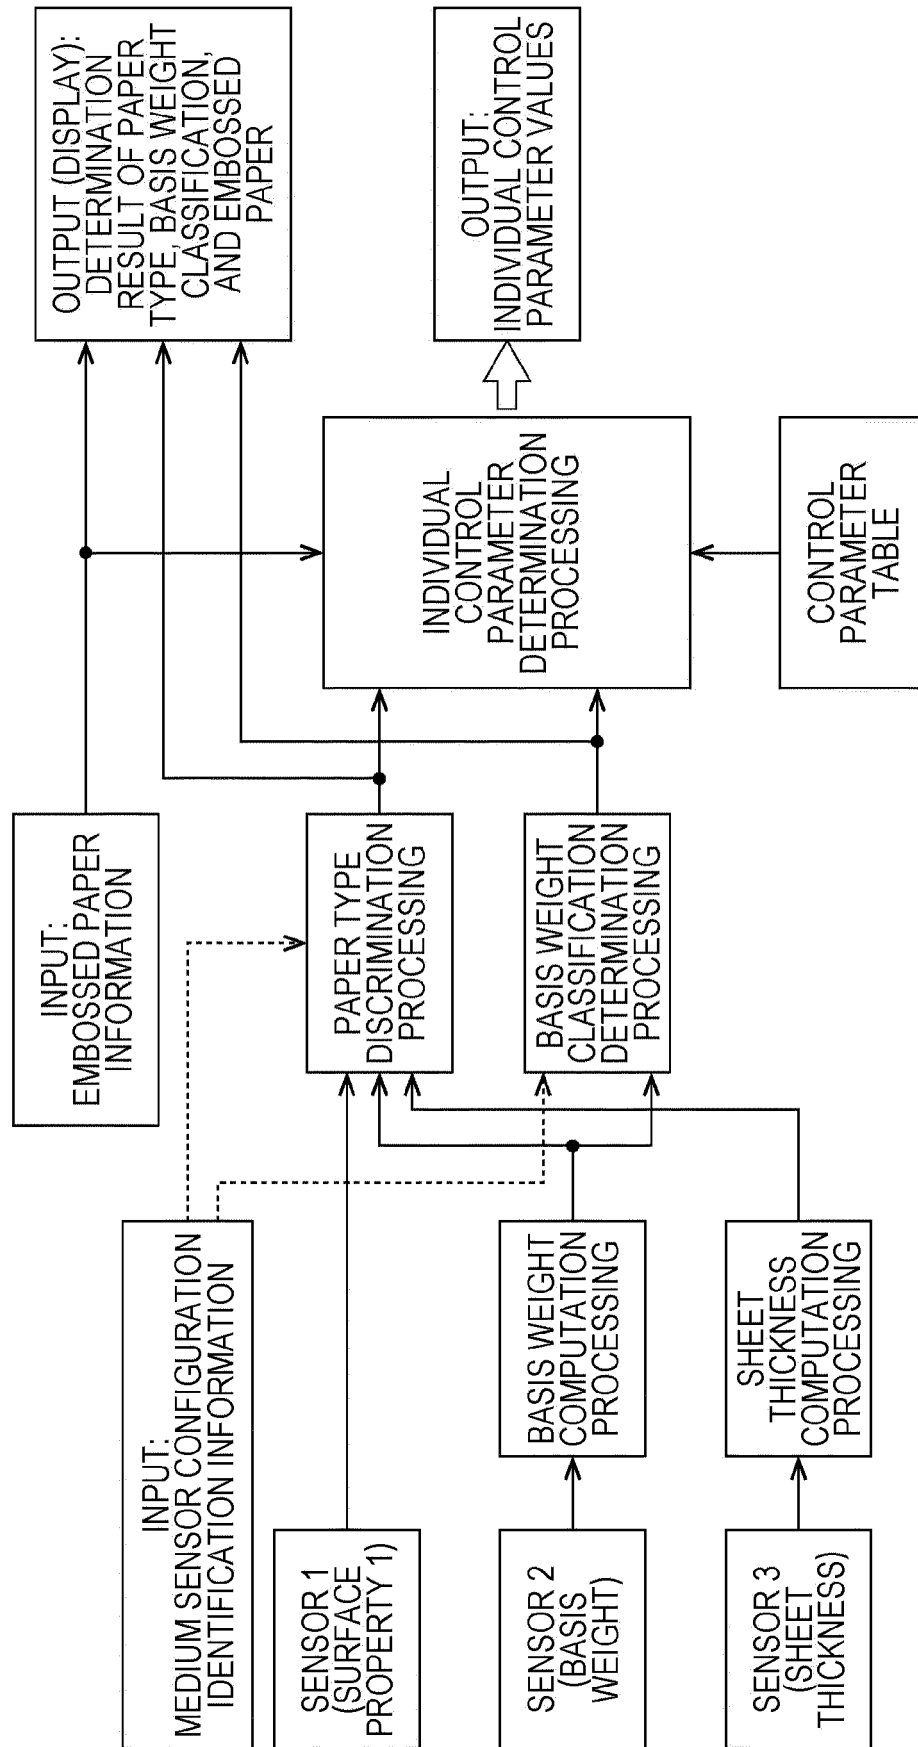 INPUT:
MEDIUM SENSOR CONFIGURATION
IDENTIFICATION INFORMATION
SENSOR 1
(SURFACE
PROPERTY 1)
SENSOR 2
(BASIS
WEIGHT)
SENSOR 3
(SHEET
THICKNESS)
BASIS WEIGHT
COMPUTATION
PROCESSING
SHEET
THICKNESS
COMPUTATION
PROCESSING
INPUT:
EMBOSSED PAPER
INFORMATION
PAPER TYPE
DISCRIMINATION
PROCESSING
BASIS WEIGHT
CLASSIFICATION
DETERMINATION
PROCESSING
INDIVIDUAL
CONTROL
PARAMETER
DETERMINATION
PROCESSING
CONTROL
PARAMETER
TABLE
OUTPUT (DISPLAY):
DETERMINATION
RESULT OF PAPER
TYPE, BASIS WEIGHT
CLASSIFICATION,
AND EMBOSSED
PAPER
OUTPUT:
INDIVIDUAL CONTROL
PARAMETER VALUES